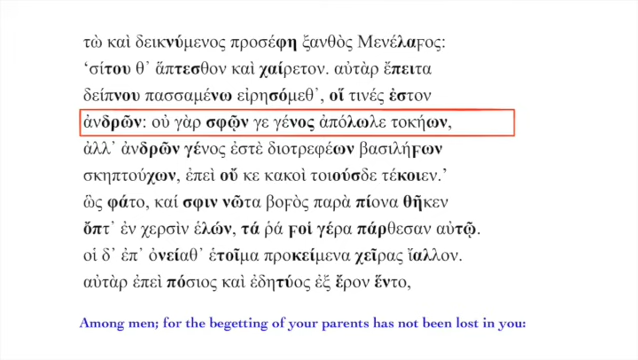 τὼ καὶ δεικνύμενος προσέφη ξανθὸς Μενέλαϝος:
‘σίτου θ’ ἅπτεσθον καὶ χαίρετον. αὐτὰρ ἔπειτα
δείπνου πασσαμένω εἰρησόμεθ’, οἵ τινές ἐστον
ἀνδρῶν: οὐ γὰρ σφῷν γε γένος ἀπόλωλε τοκήων,
ἀλλ’ ἀνδρῶν γένος ἐστὲ διοτρεφέων βασιλήϝων
σκηπτούχων, ἐπεὶ οὔ κε κακοὶ τοιούσδε τέκοιεν.’
ὣς φάτο, καί σφιν νῶτα βοϝὸς παρὰ πίονα θῆκεν
ὄπτ’ ἐν χερσὶν ἑλών, τά ῥά ϝοἱ γέρα πάρθεσαν αὐτῷ.
οἱ δ’ ἐπ’ ὀνείαθ’ ἑτοῖμα προκείμενα χεῖρας ἴαλλον.
αὐτὰρ ἐπεὶ πόσιος καὶ ἐδητύος ἐξ ἔρον ἕντο,
Among men; for the begetting of your parents has not been lost in you: